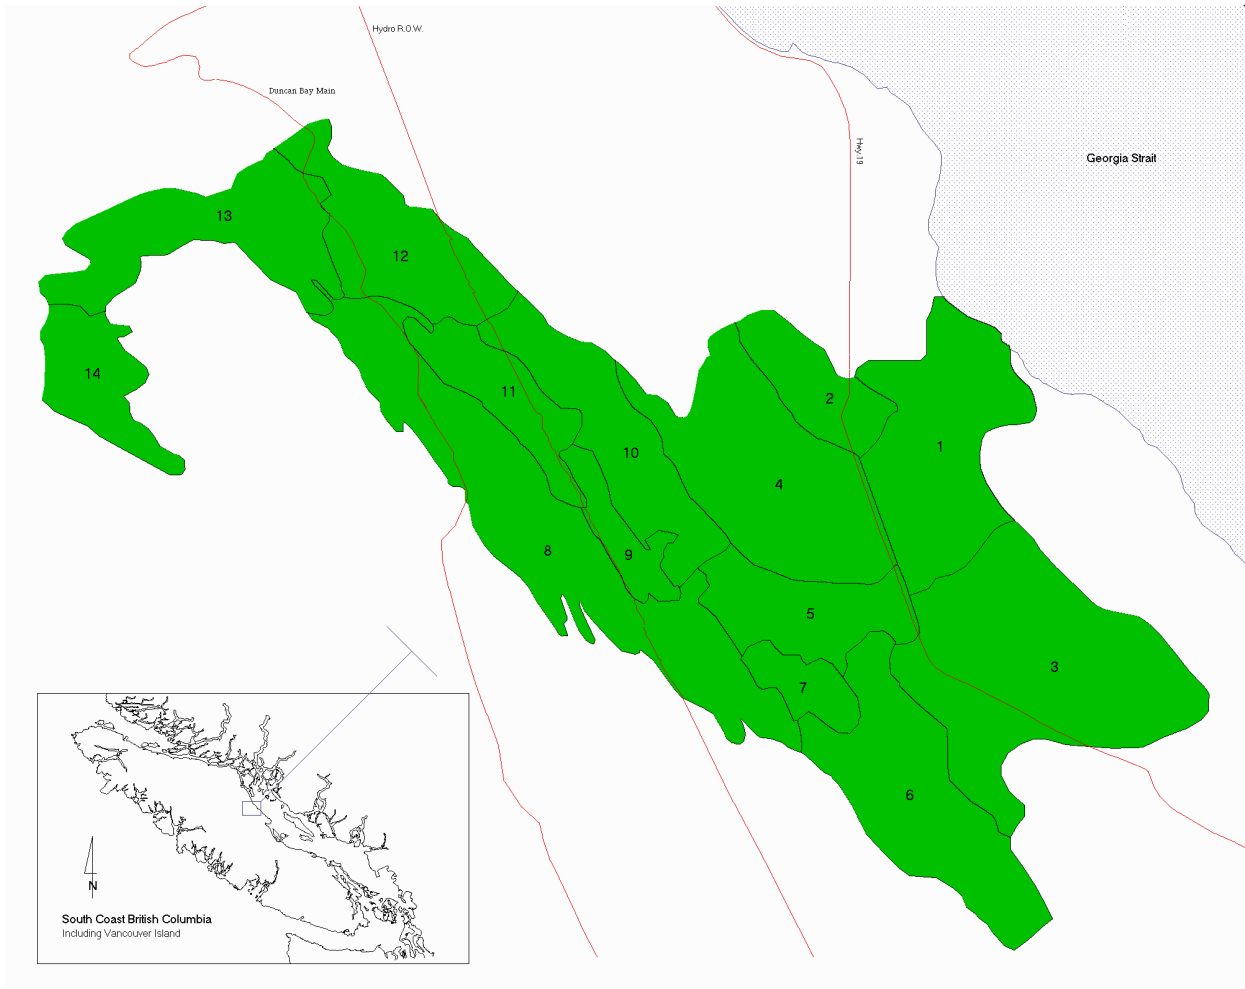 Hydro R.O.W.
Duncan Bay Main
Hwy.19
Georgia Strait
13
12
14
11
2
1
10
4
8
9
5
3
7
6
N
South Coast British Columbia
Including Vancouver Island